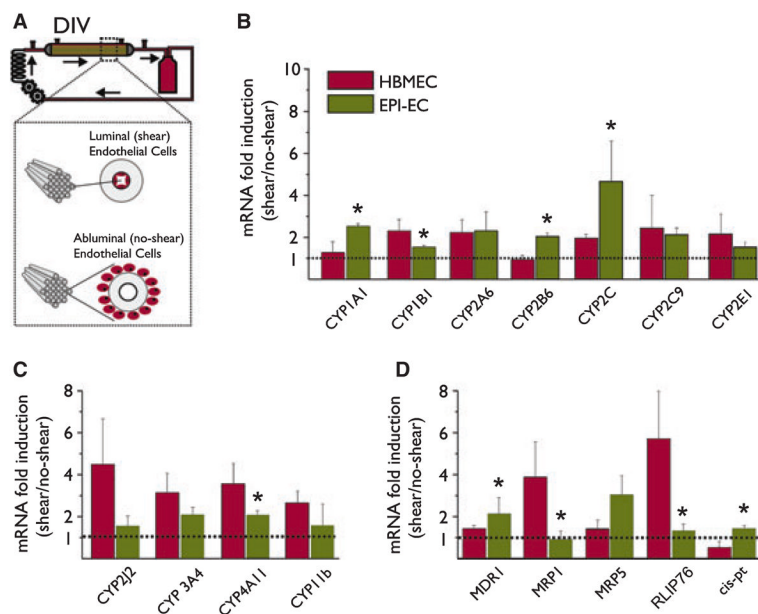 A
DIV
Luminal (shear)
Endothelial Cells
Abluminal (no-shear)
Endothelial Cells
B
mRNA fold induction
(shear/no-shear)
10
8
6
4
2
1
HBMEC
EPI-EC
*
*
*
*
CYP1A1
CYP1B1
CYP2A6
CYP2B6
CYP2C
CYP2C9
CYP2E1
C
mRNA fold induction
(shear/no-shear)
8
6
4
2
1
*
CYP2J2
CYP 3A4
CYP4A11
CYP11b
D
mRNA fold induction
(shear/no-shear)
8
6
4
2
1
*
*
*
*
MDR1
MRP1
MRP5
RLIP76
cis-pt